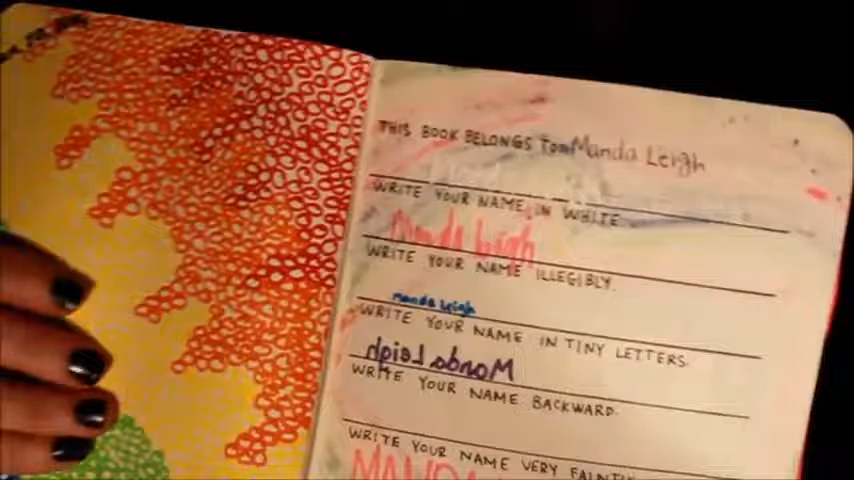 THIS BOOK BELONGS TO: Manda Leigh
WRITE YOUR NAME IN WHITE
Manda Leigh
WRITE YOUR NAME ILLEGIBLY.
Manda Leigh
WRITE YOUR NAME IN TINY LETTERS.
Manda Leigh
WRITE YOUR NAME BACKWARD.
WRITE YOUR NAME VERY FAINTLY